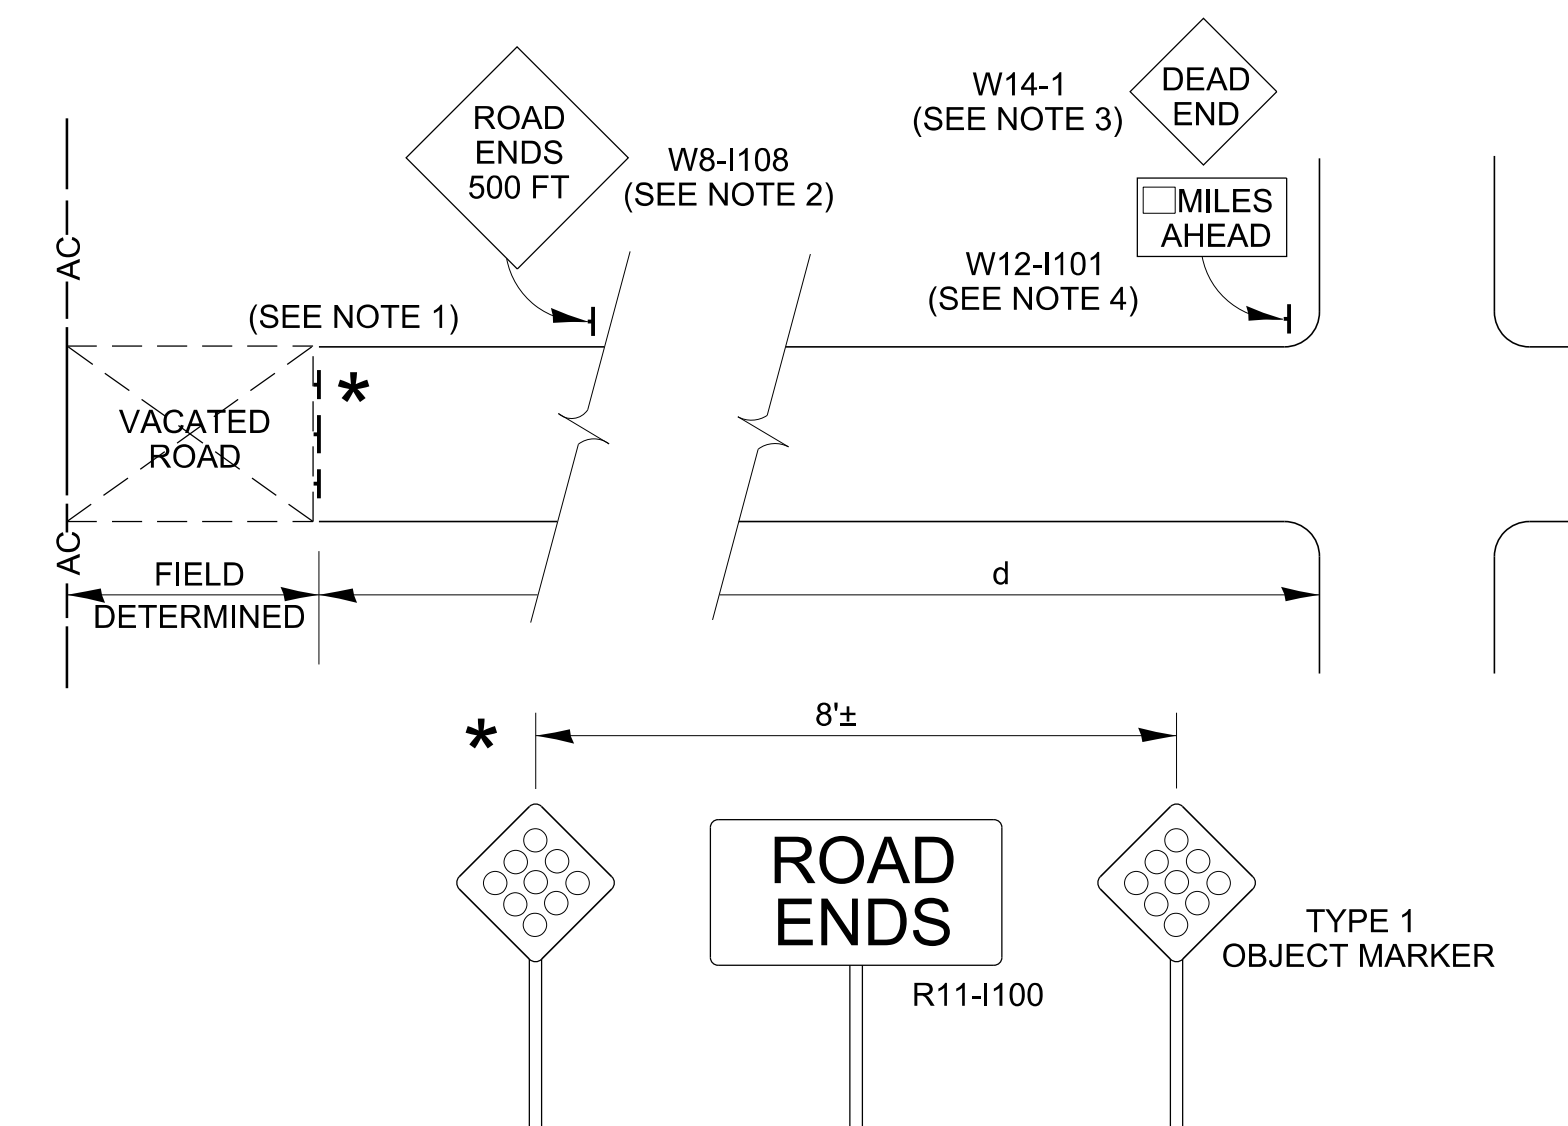 DEAD
END
W14-1
(SEE NOTE 3)
ROAD
ENDS
500 FT
W8-I108
(SEE NOTE 2)
MILES
AHEAD
W12-I101
(SEE NOTE 4)
AC
(SEE NOTE 1)
*
VACATED
ROAD
AC
FIELD
DETERMINED
d
*
8'±
ROAD
ENDS
TYPE 1
OBJECT MARKER
R11-I100